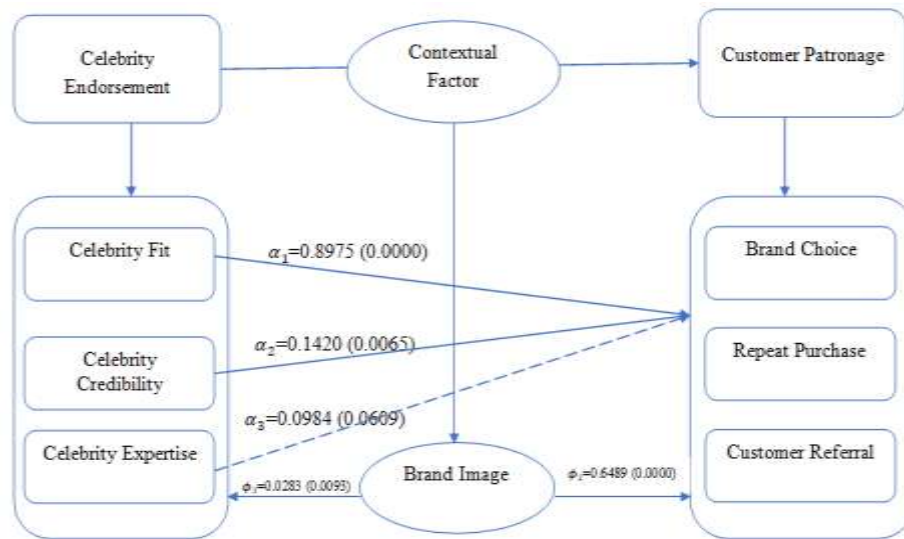 Celebrity
Endorsement
Contextual
Factor
Customer Patronage
Celebrity Fit
α₁=0.8975 (0.0000)
Brand Choice
Celebrity
Credibility
α₂=0.1420 (0.0065)
Repeat Purchase
α₃=0.0984 (0.0609)
Celebrity Expertise
Brand Image
Customer Referral
ϕ₁=0.0283 (0.0093)
ϕ₂=0.6489 (0.0000)